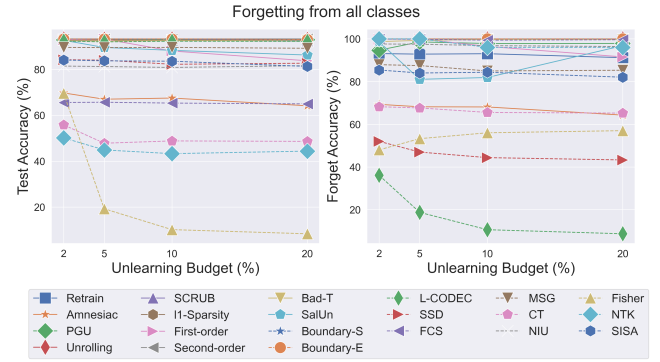 Forgetting from all classes
Test Accuracy (%)
80
60
40
20
2
5
10
20
Unlearning Budget (%)
Forget Accuracy (%)
100
80
60
40
20
2
5
10
20
Unlearning Budget (%)
Retrain SCRUB Bad-T L-CODEC MSG Fisher
Amnesiac l1-Sparsity SalUn SSD CT NTK
PGU First-order Boundary-S FCS NIU SISA
Unrolling Second-order Boundary-E